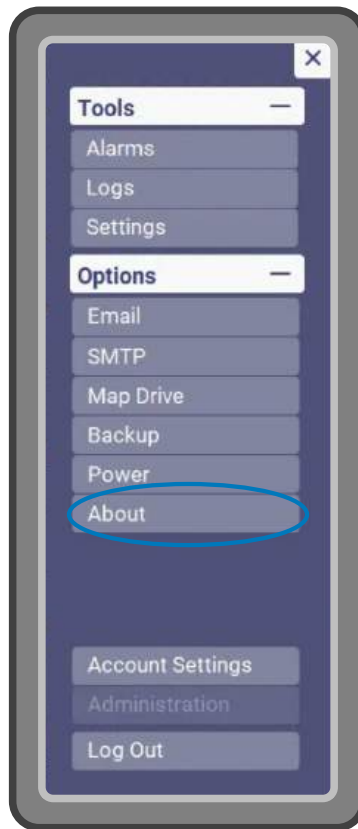 ×
Tools —
Alarms
Logs
Settings
Options —
Email
SMTP
Map Drive
Backup
Power
About
Account Settings
Administration
Log Out